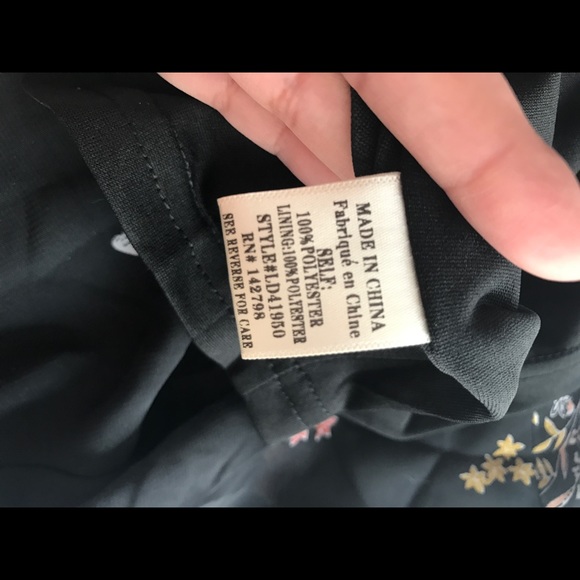 MADE IN CHINA
Fabriqué en Chine
SELF:
100%POLYESTER
LINING:100%POLYESTER
STYLE#LD41950
RN# 142798
SEE REVERSE FOR CARE